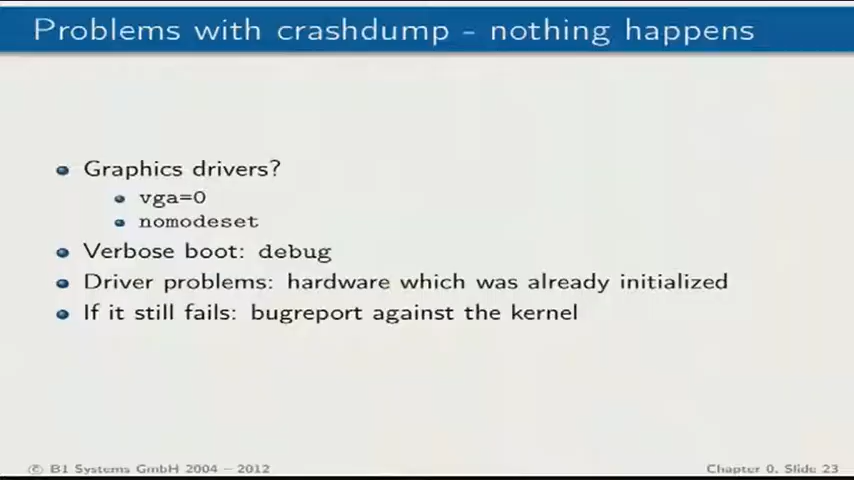 Problems with crashdump - nothing happens
Graphics drivers?
vga=0
nomodeset
Verbose boot: debug
Driver problems: hardware which was already initialized
If it still fails: bugreport against the kernel
© B1 Systems GmbH 2004 – 2012
Chapter 0, Slide 23